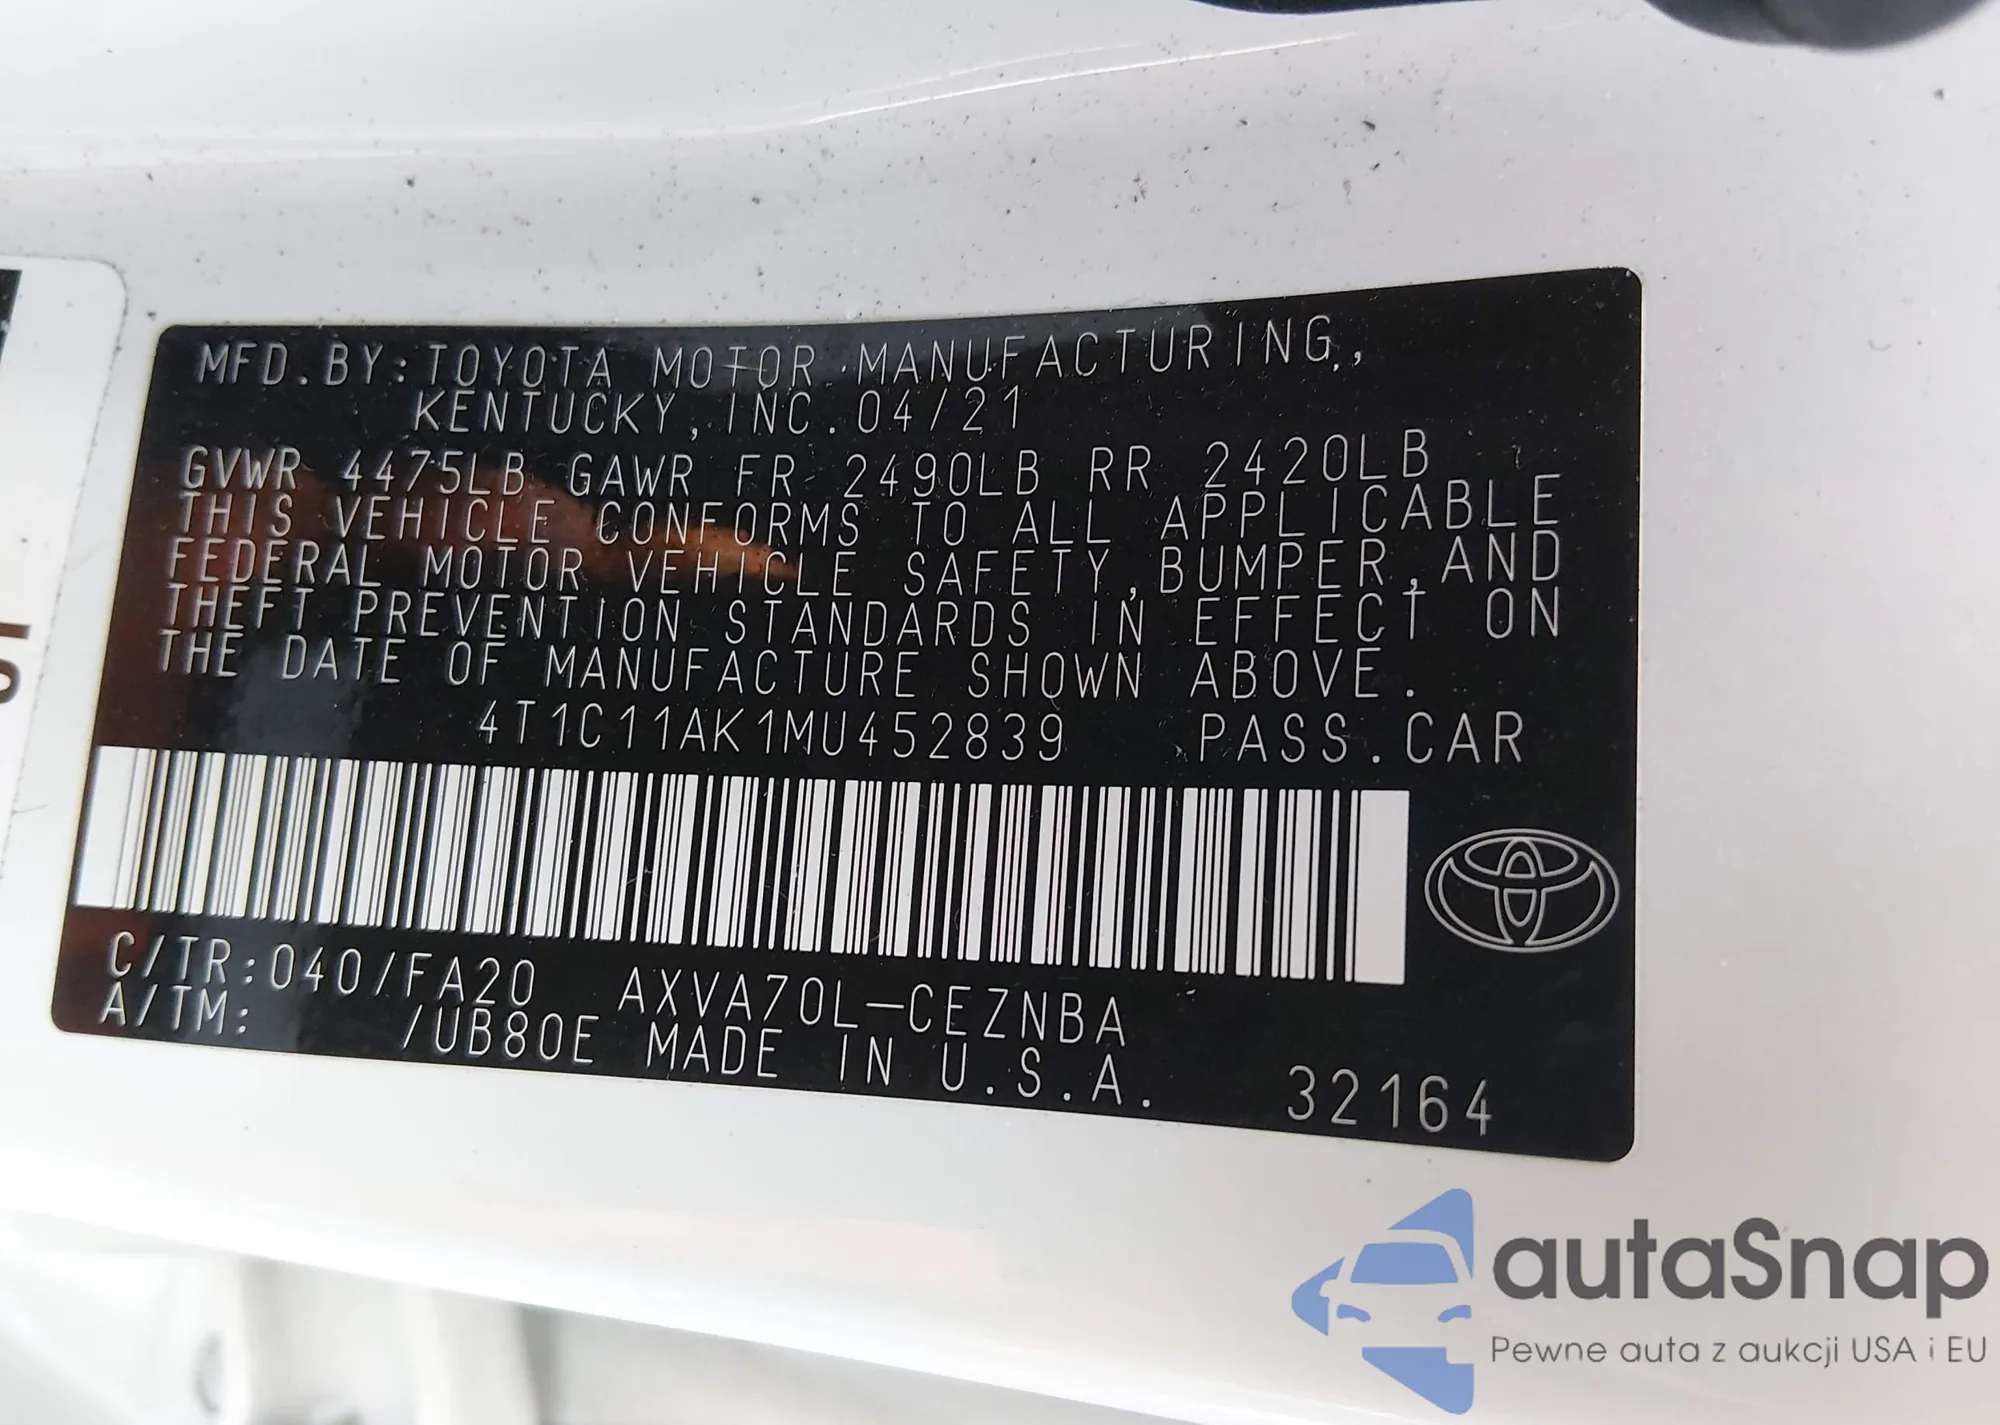 MFD.BY:TOYOTA MOTOR MANUFACTURING,
KENTUCKY,INC.04/21
GVWR 4475LB GAWR FR 2490LB RR 2420LB
THIS VEHICLE CONFORMS TO ALL APPLICABLE
FEDERAL MOTOR VEHICLE SAFETY,BUMPER,AND
THEFT PREVENTION STANDARDS IN EFFECT ON
THE DATE OF MANUFACTURE SHOWN ABOVE.
4T1C11AK1MU452839 PASS.CAR
C/TR:040/FA20 AXVA70L-CEZNBA
A/TM: /UB80E MADE IN U.S.A.
32164
autaSnap
Pewne auta z aukcji USA i EU